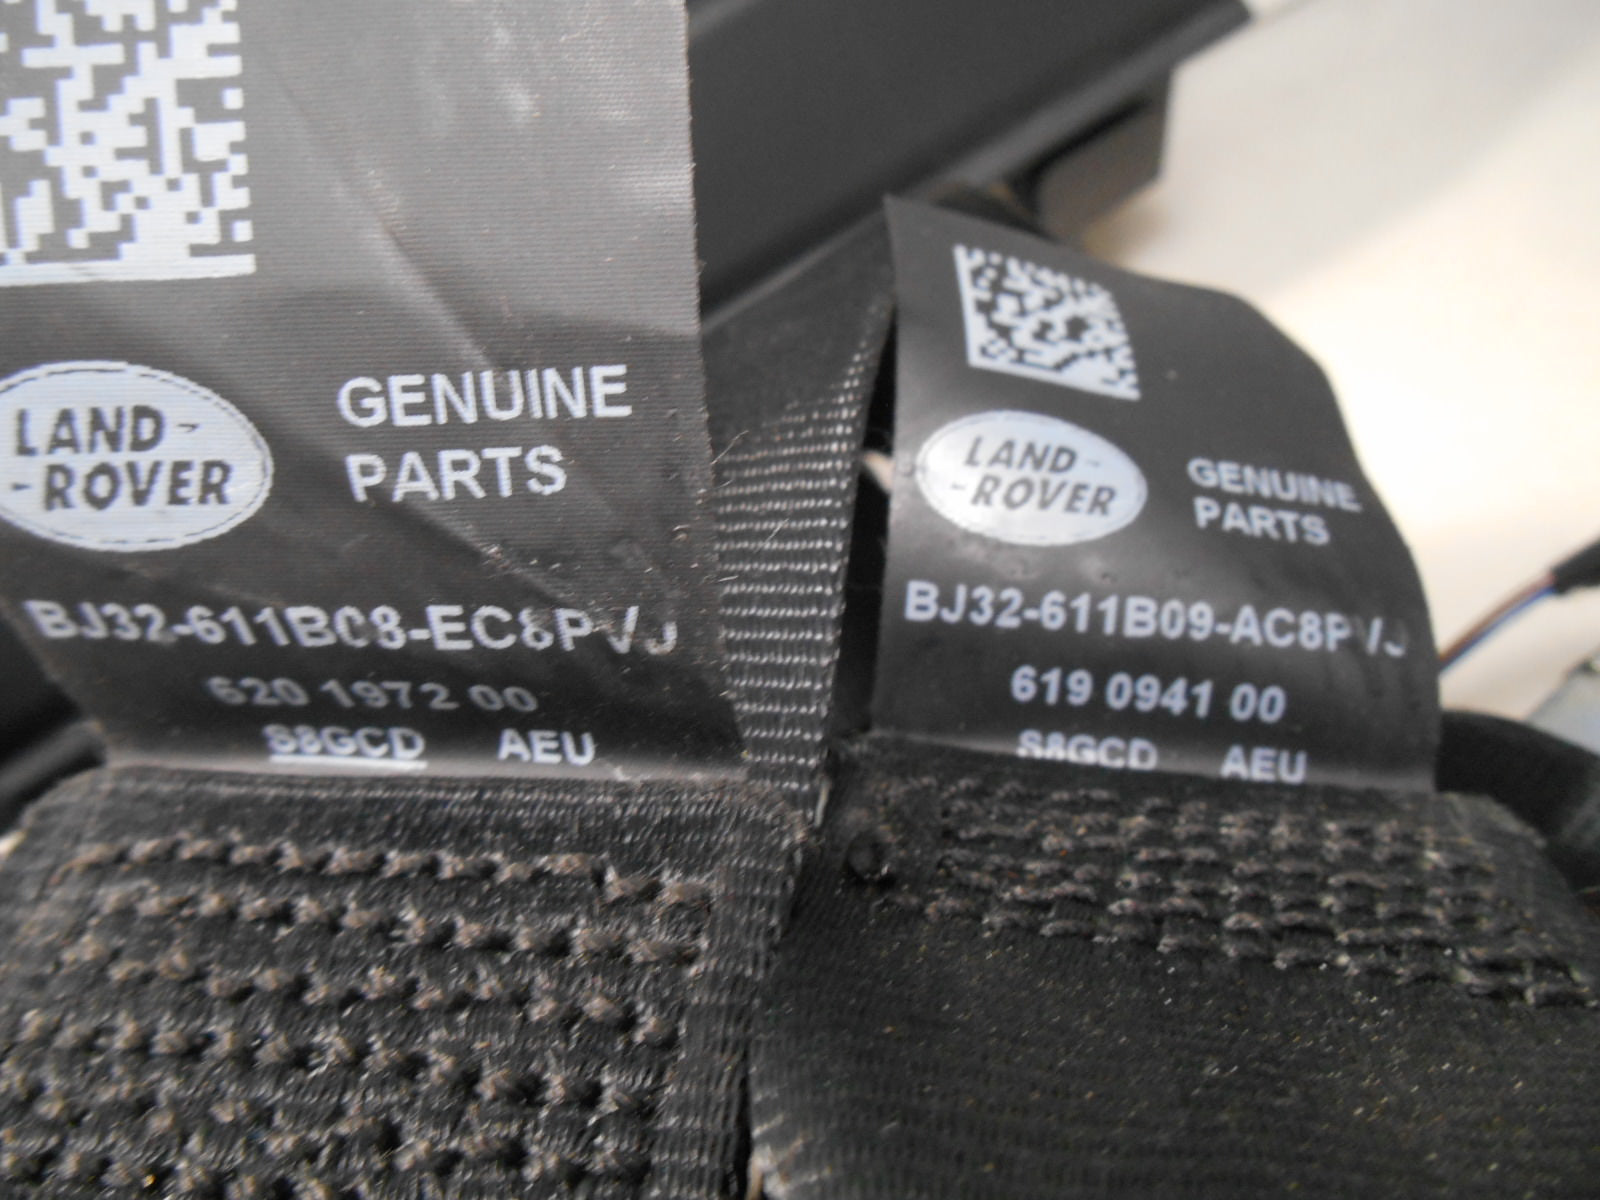 LAND-
-ROVER
GENUINE
PARTS
BJ32-611B08-EC8PVJ
620 1972 00
S8GCD AEU
LAND-
-ROVER
GENUINE
PARTS
BJ32-611B09-AC8PVJ
619 0941 00
S8GCD AEU